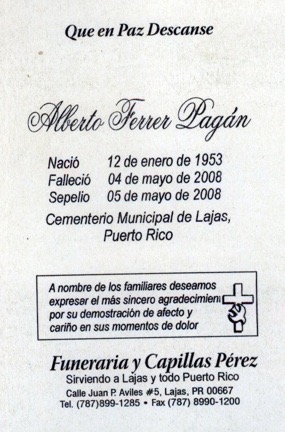 Que en Paz Descanse
Alberto Ferrer Pagán
Nació 12 de enero de 1953
Falleció 04 de mayo de 2008
Sepelio 05 de mayo de 2008
Cementerio Municipal de Lajas,
Puerto Rico
A nombre de los familiares deseamos
expresar el más sincero agradecimien
por su demostración de afecto y
cariño en sus momentos de dolor
Funeraria y Capillas Pérez
Sirviendo a Lajas y todo Puerto Rico
Calle Juan P. Aviles #5, Lajas, PR 00667
Tel. (787)899-1285 • Fax (787) 8990-1200